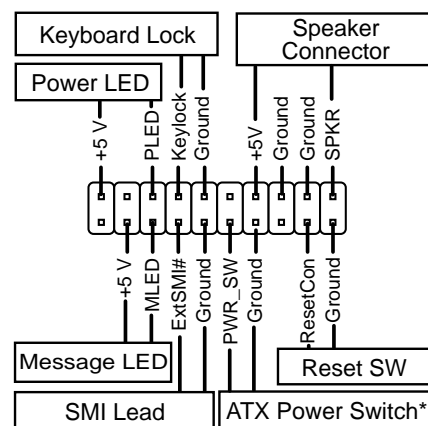 Keyboard Lock
Speaker
Connector
Power LED
+5 V
PLED
Keylock
Ground
+5V
Ground
Ground
SPKR
+5 V
MLED
ExtSMI#
Ground
PWR_SW
Ground
ResetCon
Ground
Message LED
Reset SW
SMI Lead
ATX Power Switch*